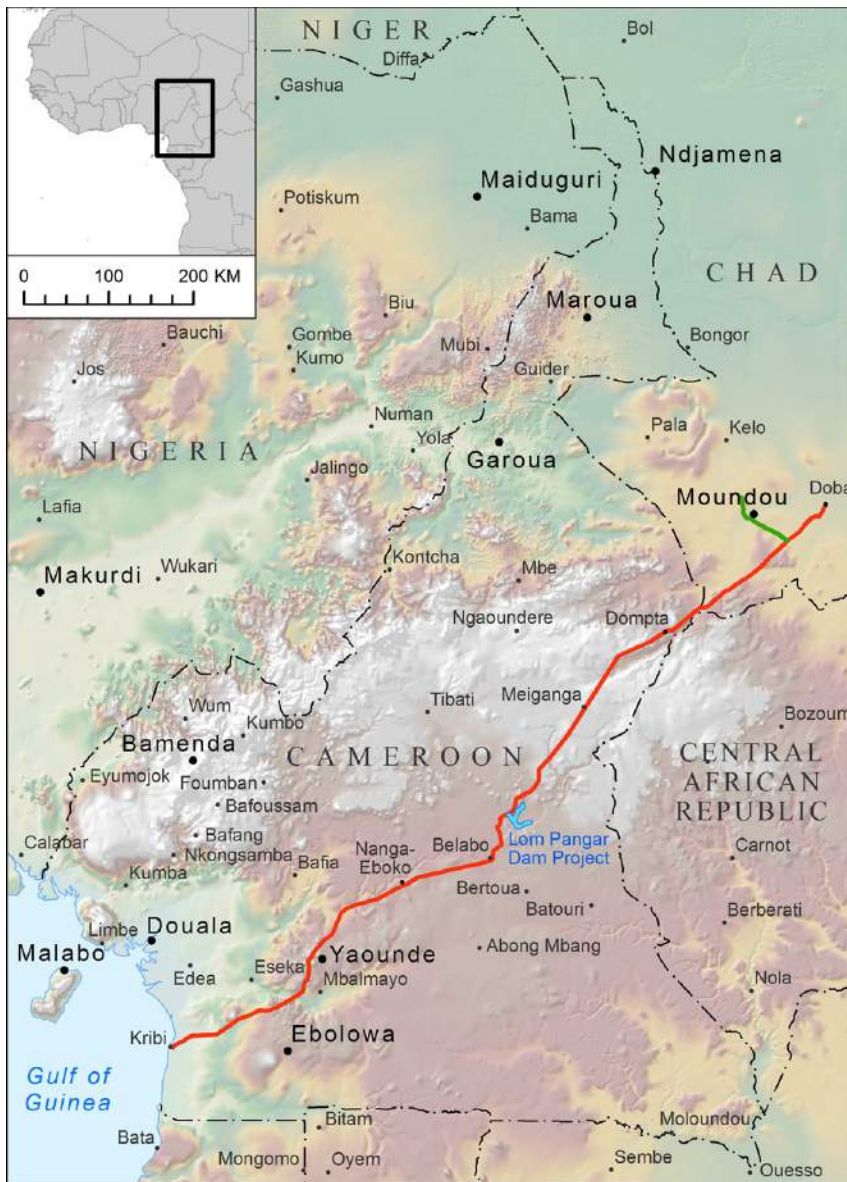 NIGER
Bol
Diffa
Gashua
Ndjamena
Maiduguri
Potiskum
Bama
0 100 200 KM
CHAD
Biu
Maroua
Bauchi
Gombe
Mubi
Bongor
Kumo
Jos
Guider
Numan
Pala
Kelo
NIGERIA
Yola
Garoua
Jalingo
Moundou
Doba
Lafia
Kontcha
Wukari
Mbe
Makurdi
Ngaoundere
Dompta
Meiganga
Wum
Tibati
Kumbo
Bozoum
Bamenda
CAMEROON
CENTRAL
AFRICAN
REPUBLIC
Eyumojok
Foumban
Bafoussam
Bafang
Lom Pangar
Dam Project
Calabar
Nkongsamba
Nanga-
Eboko
Belabo
Carnot
Kumba
Bafia
Bertoua
Batouri
Berberati
Limbe
Douala
Yaounde
Abong Mbang
Malabo
Edea
Eseka
Mbalmayo
Nola
Kribi
Ebolowa
Gulf of
Guinea
Bitam
Moloundou
Bata
Mongomo
Oyem
Sembe
Ouesso